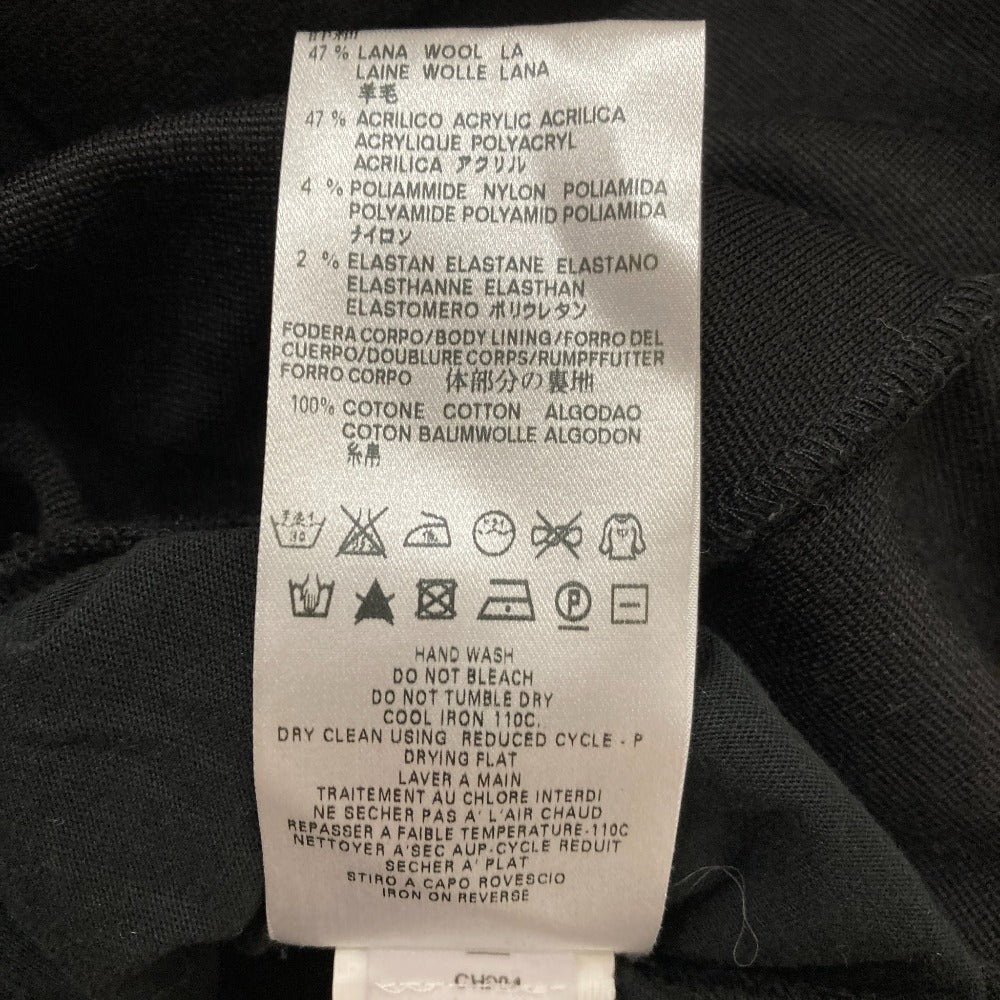 47 % LANA WOOL LA
LAINE WOLLE LANA
羊毛
47 % ACRILICO ACRYLIC ACRILICA
ACRYLIQUE POLYACRYL
ACRILICA アクリル
4 % POLIAMMIDE NYLON POLIAMIDA
POLYAMIDE POLYAMID POLIAMIDA
ナイロン
2 % ELASTAN ELASTANE ELASTANO
ELASTHANNE ELASTHAN
ELASTOMERO ポリウレタン
FODERA CORPO/BODY LINING/FORRO DEL
CUERPO/DOUBLURE CORPS/RUMPFFUTTER
FORRO CORPO 体部分の裏地
100% COTONE COTTON ALGODAO
COTON BAUMWOLLE ALGODON
30
P
HAND WASH
DO NOT BLEACH
DO NOT TUMBLE DRY
COOL IRON 110C.
DRY CLEAN USING REDUCED CYCLE - P
DRYING FLAT
LAVER A MAIN
TRAITEMENT AU CHLORE INTERDI
NE SECHER PAS A' L'AIR CHAUD
REPASSER A FAIBLE TEMPERATURE-110C
NETTOYER A'SEC AUP-CYCLE REDUIT
SECHER A' PLAT
STIRO A CAPO ROVESCIO
IRON ON REVERSE